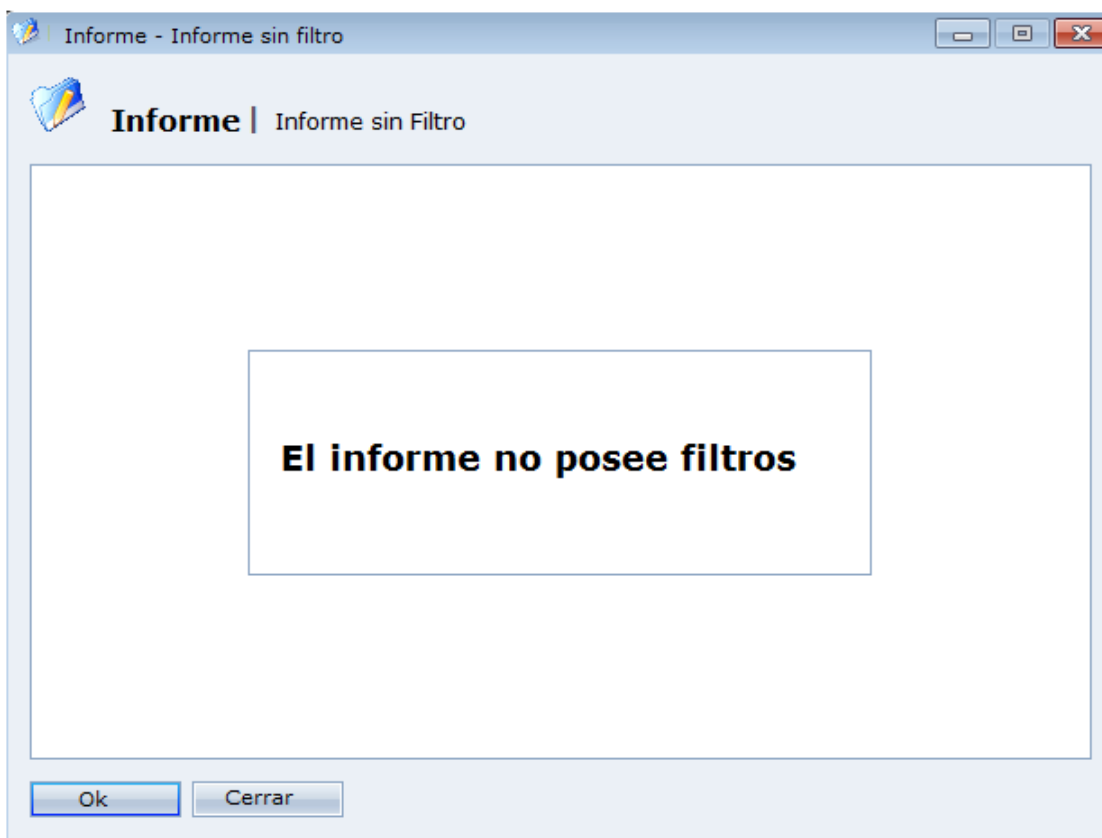 Informe - Informe sin filtro
Informe | Informe sin Filtro
El informe no posee filtros
Ok Cerrar